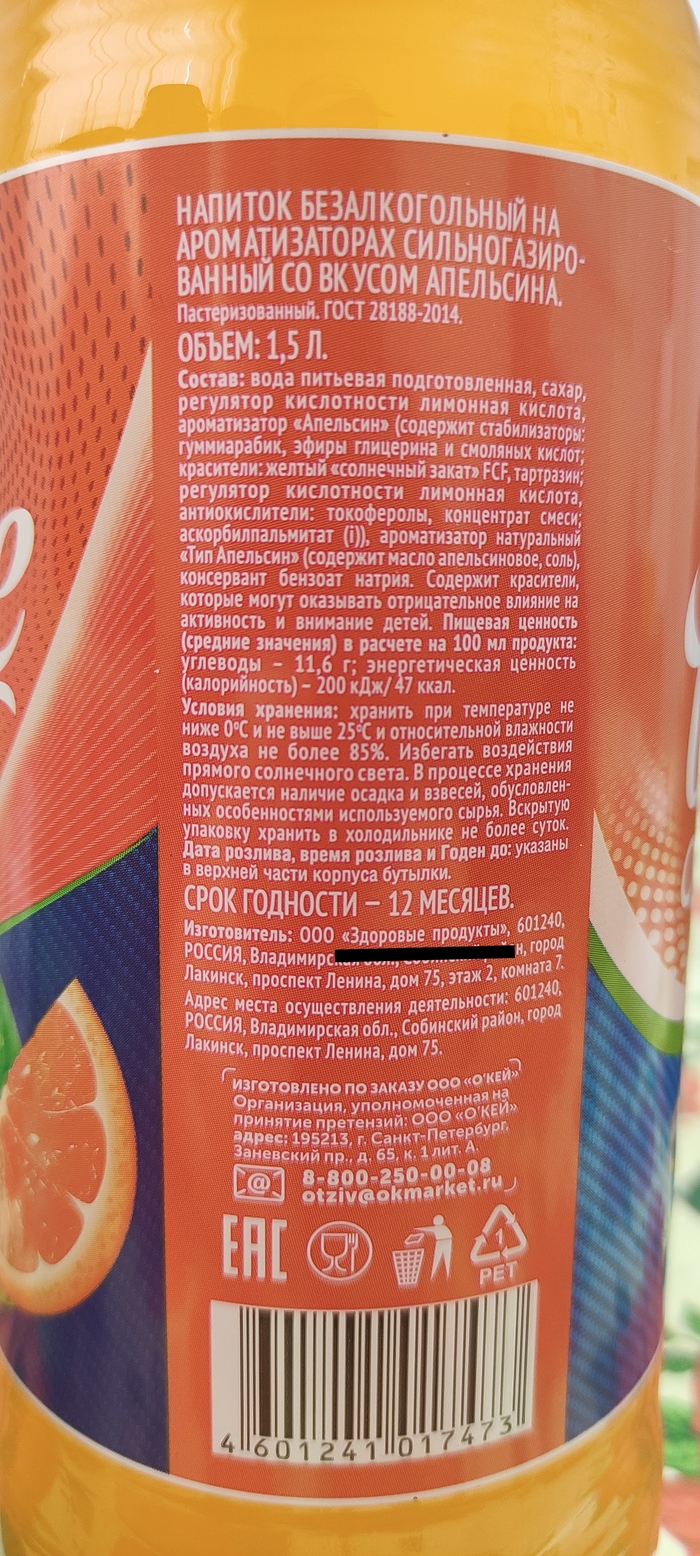 НАПИТОК БЕЗАЛКОГОЛЬНЫЙ НА
АРОМАТИЗАТОРАХ СИЛЬНОГАЗИРО-
ВАННЫЙ СО ВКУСОМ АПЕЛЬСИНА.
Пастеризованный. ГОСТ 28188-2014.
ОБЪЕМ: 1,5 Л.
Состав: вода питьевая подготовленная, сахар,
регулятор кислотности лимонная кислота,
ароматизатор «Апельсин» (содержит стабилизаторы:
гуммиарабик, эфиры глицерина и смоляных кислот;
красители: желтый «солнечный закат» FCF, тартразин;
регулятор кислотности лимонная кислота,
антиокислители: токоферолы, концентрат смеси;
аскорбилпальмитат (i)), ароматизатор натуральный
«Тип Апельсин» (содержит масло апельсиновое, соль),
консервант бензоат натрия. Содержит красители,
которые могут оказывать отрицательное влияние на
активность и внимание детей. Пищевая ценность
(средние значения) в расчете на 100 мл продукта:
углеводы – 11,6 г; энергетическая ценность
(калорийность) – 200 кДж/ 47 ккал.
Условия хранения: хранить при температуре не
ниже 0°С и не выше 25°С и относительной влажности
воздуха не более 85%. Избегать воздействия
прямого солнечного света. В процессе хранения
допускается наличие осадка и взвесей, обусловлен-
ных особенностями используемого сырья. Вскрытую
упаковку хранить в холодильнике не более суток.
Дата розлива, время розлива и Годен до: указаны
в верхней части корпуса бутылки.
СРОК ГОДНОСТИ — 12 МЕСЯЦЕВ.
Изготовитель: ООО «Здоровые продукты», 601240,
РОССИЯ, город
Лакинск, проспект Ленина, дом 75, этаж 2, комната 7.
Адрес места осуществления деятельности: 601240,
РОССИЯ, Владимирская обл., Собинский район, город
Лакинск, проспект Ленина, дом 75.
ИЗГОТОВЛЕНО ПО ЗАКАЗУ ООО «О'КЕЙ»
Организация, уполномоченная на
принятие претензий: ООО «О'КЕЙ»
адрес: 195213, г. Санкт-Петербург,
Заневский пр., д. 65, к. 1 лит. А.
8-800-250-00-08
@ otziv@okmarket.ru
EAC
1
PET
4 601241 017473